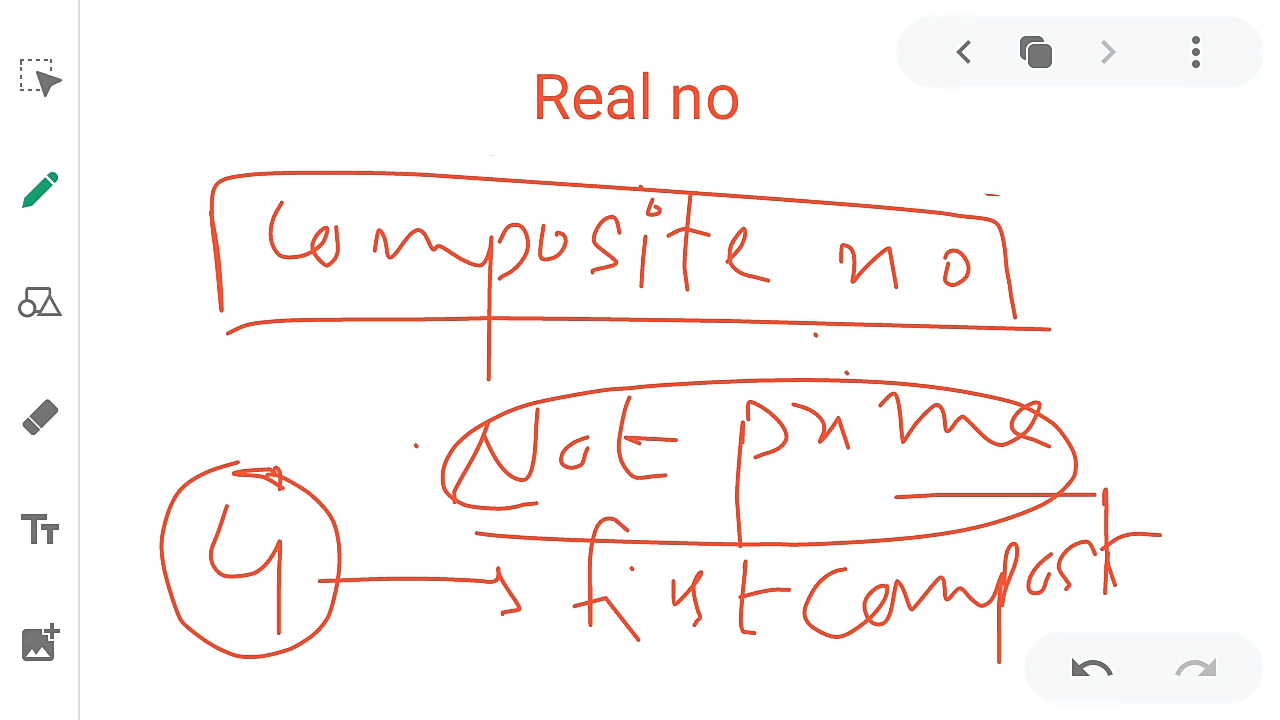 Real no
Composite no
Not prime
4 → first Compost